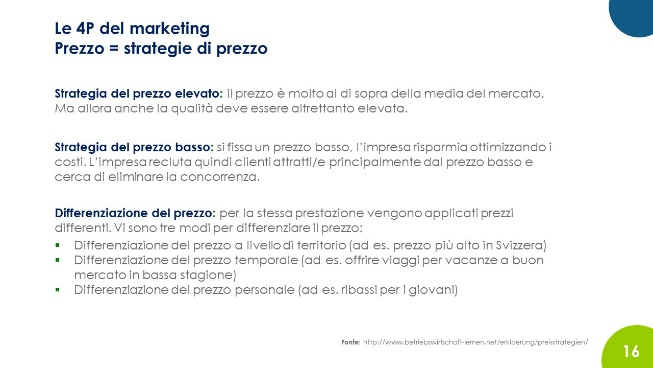 Le 4P del marketing
Prezzo = strategie di prezzo
Strategia del prezzo elevato: il prezzo è molto al di sopra della media del mercato.
Ma allora anche la qualità deve essere altrettanto elevata.
Strategia del prezzo basso: si fissa un prezzo basso, l'impresa risparmia ottimizzando i
costi. L'impresa recluta quindi clienti attratti/e principalmente dal prezzo basso e
cerca di eliminare la concorrenza.
Differenziazione del prezzo: per la stessa prestazione vengono applicati prezzi
differenti. Vi sono tre modi per differenziare il prezzo:
▪ Differenziazione del prezzo a livello di territorio (ad es. prezzo più alto in Svizzera)
▪ Differenziazione del prezzo temporale (ad es. offrire viaggi per vacanze a buon
mercato in bassa stagione)
▪ Differenziazione del prezzo personale (ad es. ribassi per i giovani)
Fonte: http://www.betriebswirtschaft-lernen.net/erklaerung/preisstrategien/
16